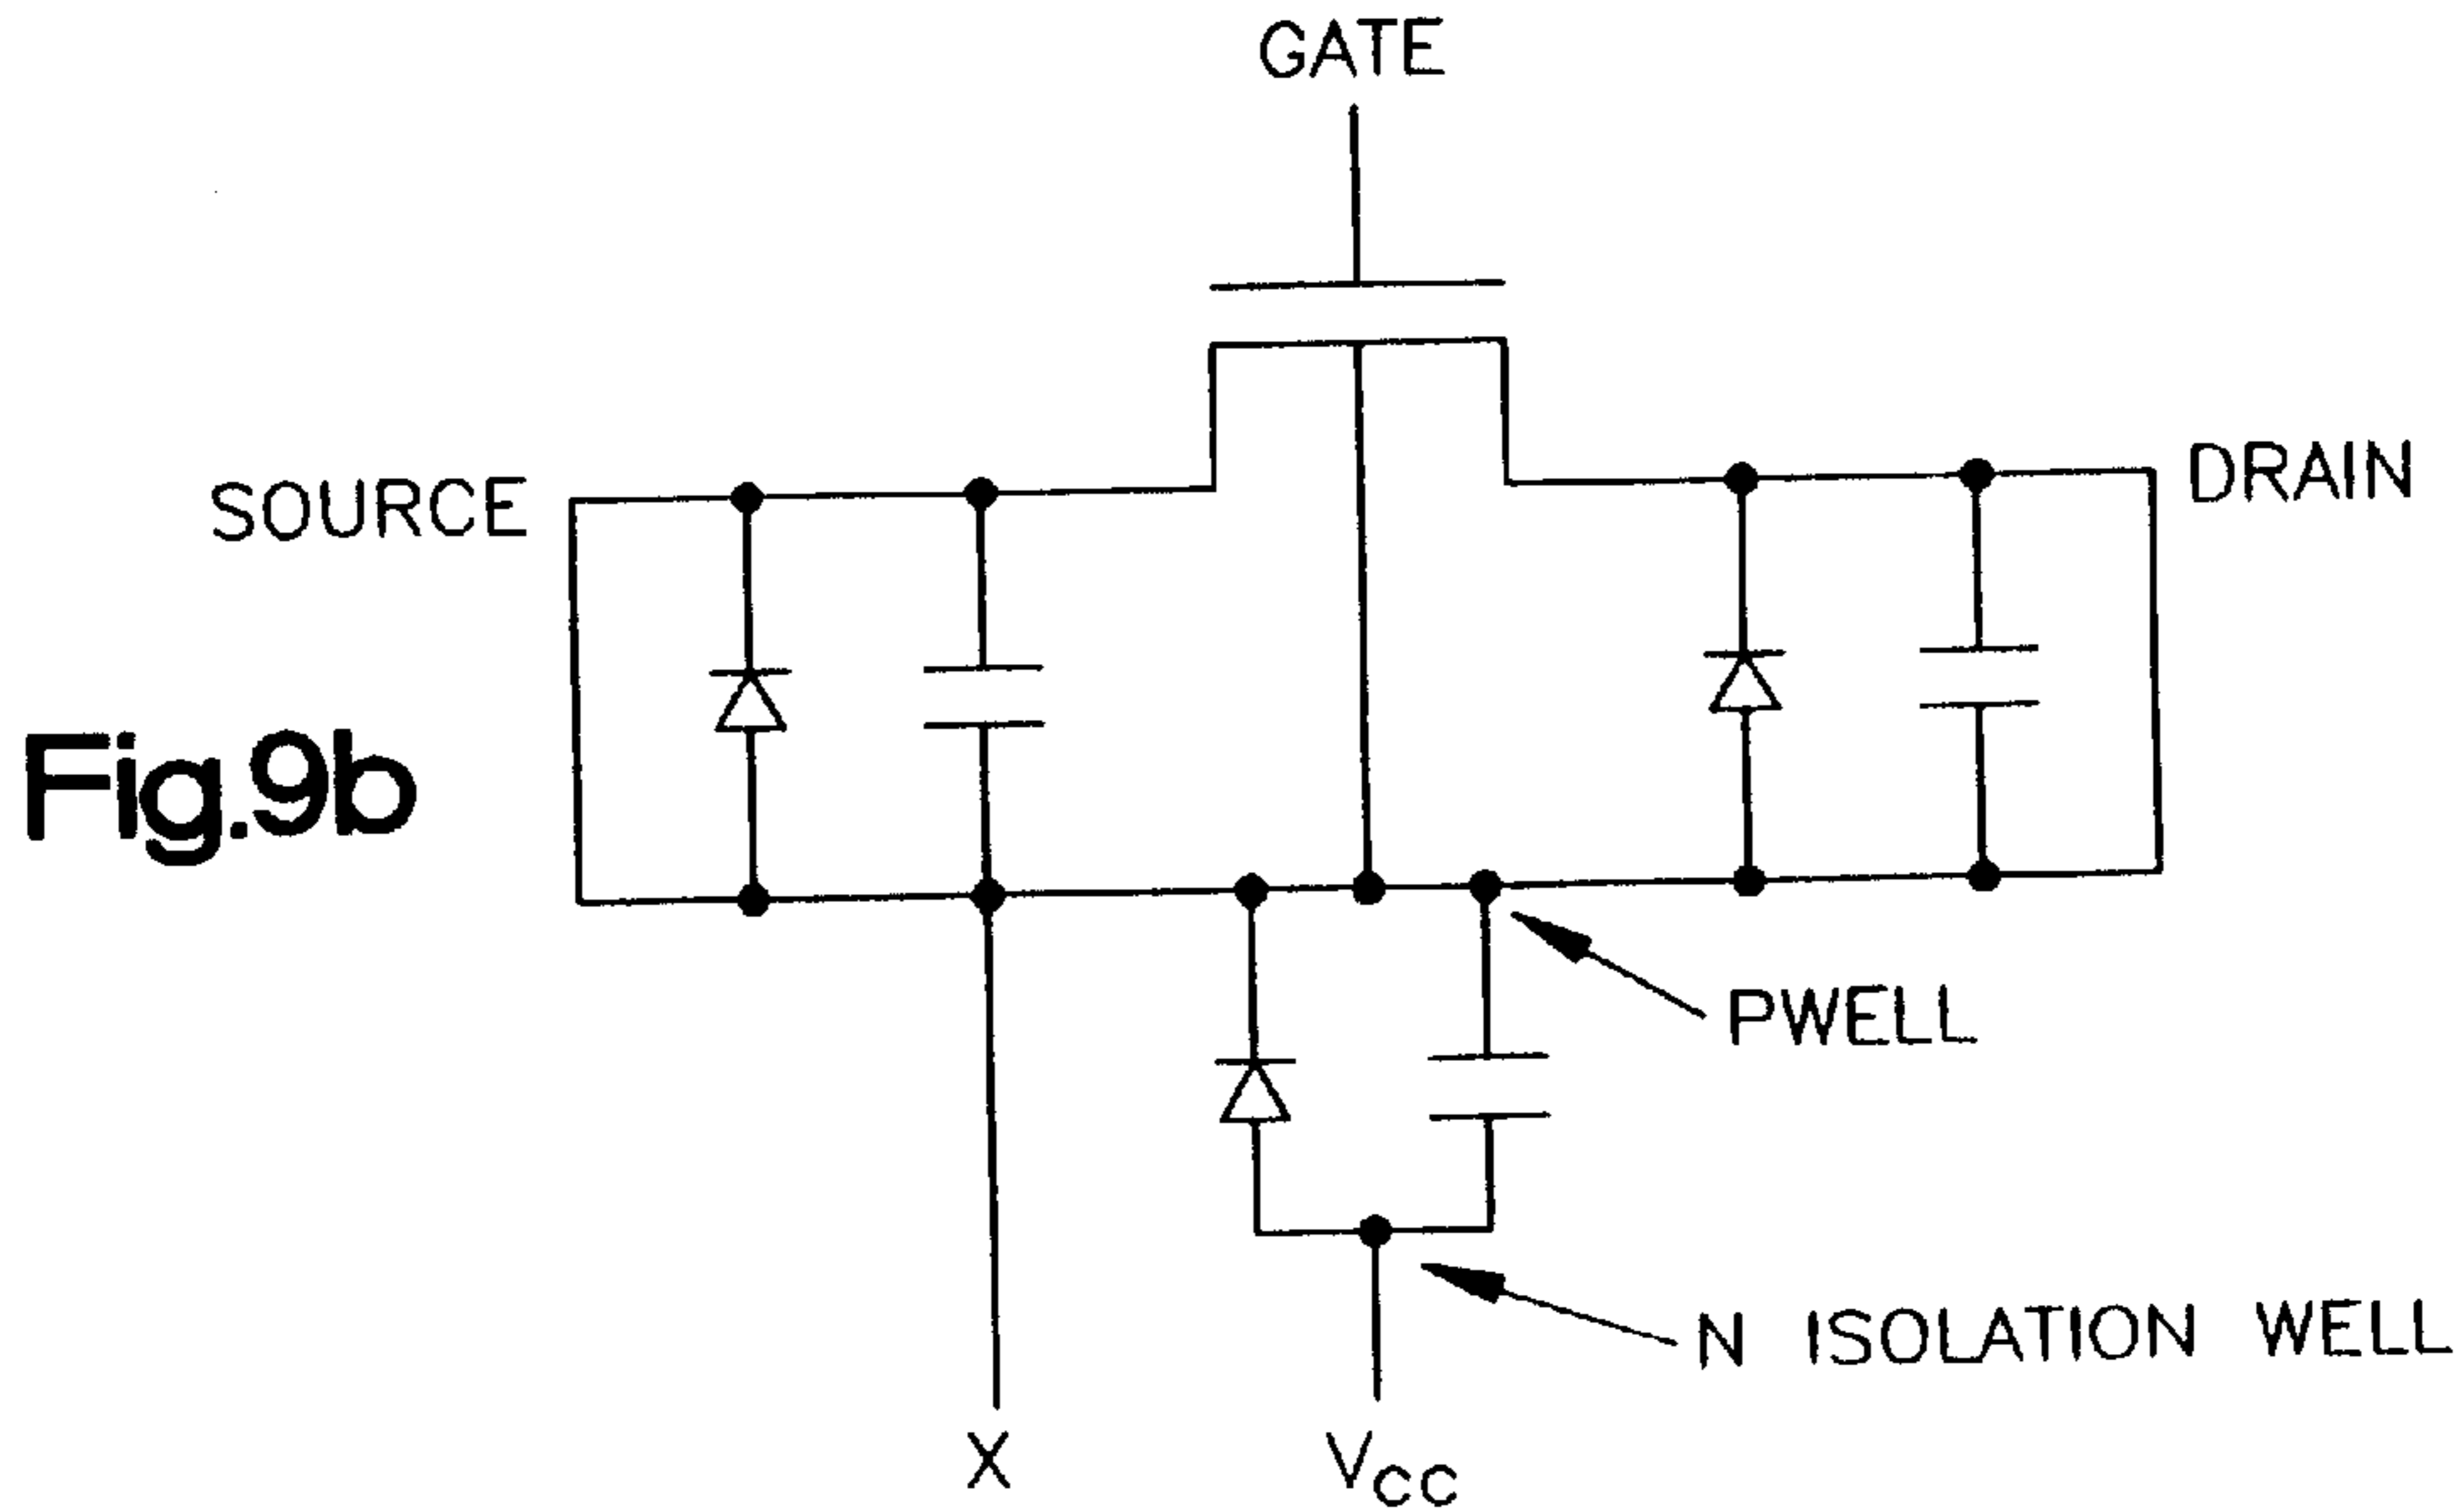 GATE
SOURCE
DRAIN
Fig.9b
PWELL
N ISOLATION WELL
X
VCC